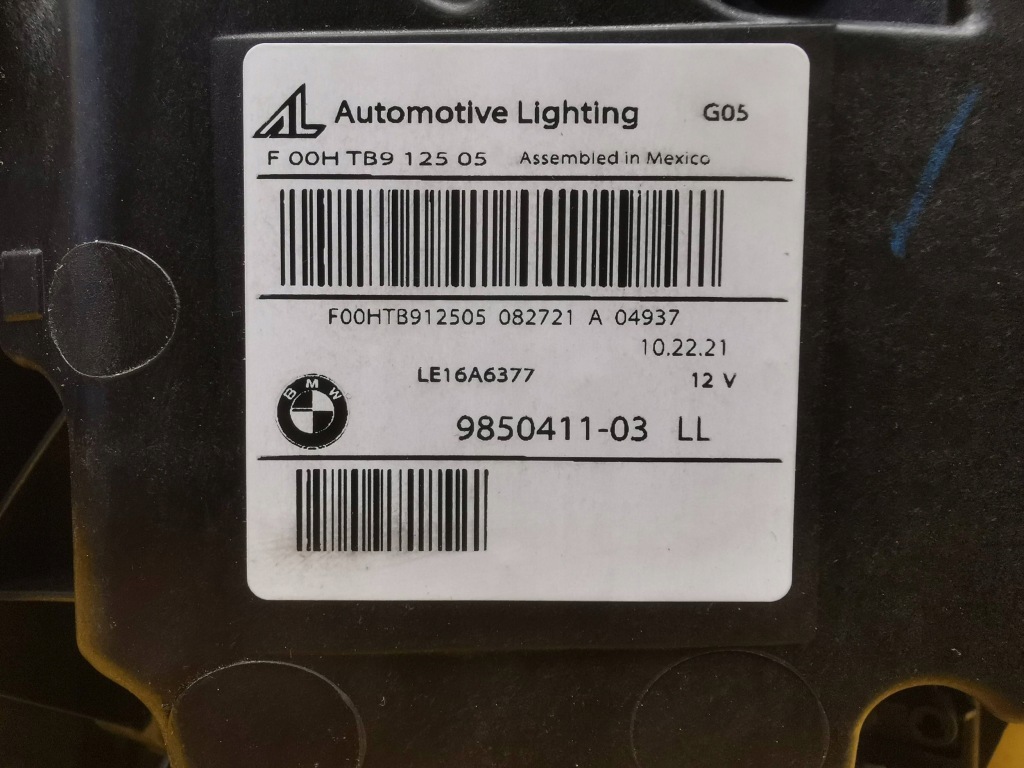 AL Automotive Lighting G05
F 00H TB9 125 05 Assembled in Mexico
F00HTB912505 082721 A 04937
10.22.21
LE16A6377 12 V
BMW
9850411-03 LL